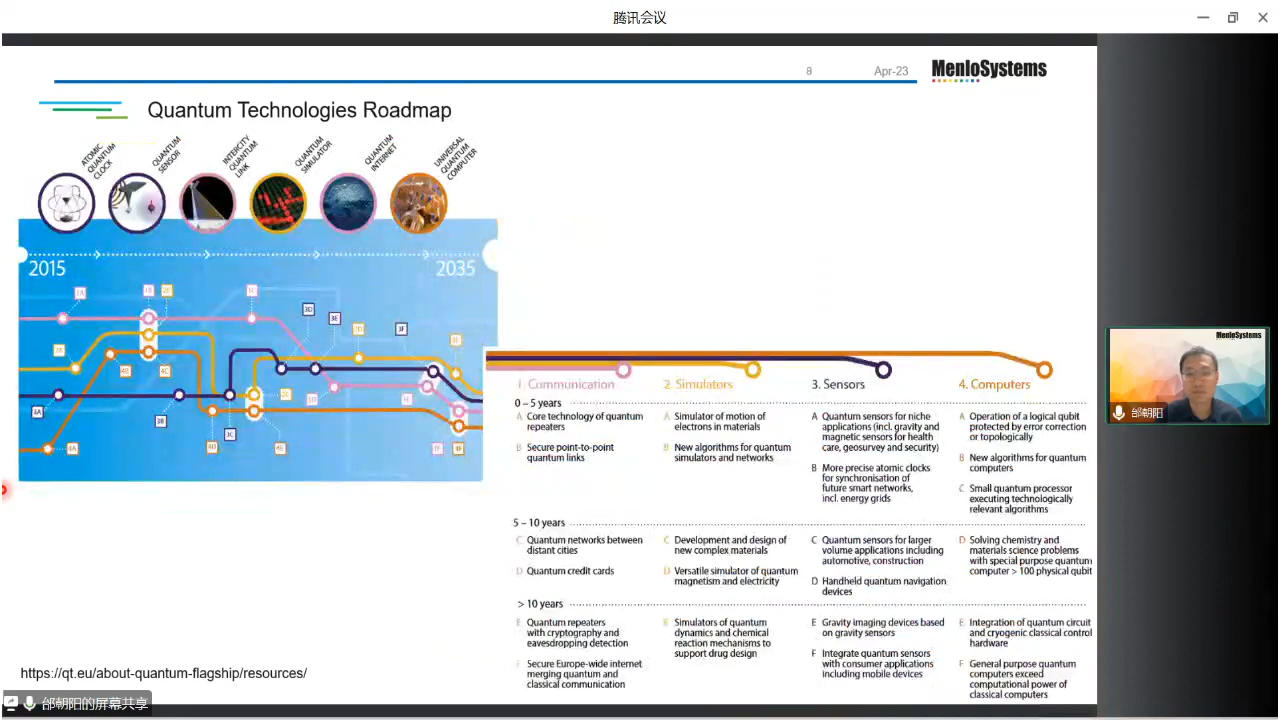 腾讯会议
8
Apr-23
MenloSystems
Quantum Technologies Roadmap
ATOMIC
QUANTUM
CLOCK
QUANTUM
SENSOR
INTERCITY
QUANTUM
LINK
QUANTUM
SIMULATOR
QUANTUM
INTERNET
UNIVERSAL
QUANTUM
COMPUTER
2015
2035
3D
3E
3F
3A
3B
3C
1. Communication
2. Simulators
3. Sensors
4. Computers
0 – 5 years
A Core technology of quantum
repeaters
B Secure point-to-point
quantum links
A Simulator of motion of
electrons in materials
B New algorithms for quantum
simulators and networks
A Quantum sensors for niche
applications (incl. gravity and
magnetic sensors for health
care, geosurvey and security)
B More precise atomic clocks
for synchronisation of
future smart networks,
incl. energy grids
A Operation of a logical qubit
protected by error correction
or topologically
B New algorithms for quantum
computers
C Small quantum processor
executing technologically
relevant algorithms
5 – 10 years
C Quantum networks between
distant cities
D Quantum credit cards
C Development and design of
new complex materials
D Versatile simulator of quantum
magnetism and electricity
C Quantum sensors for larger
volume applications including
automotive, construction
D Handheld quantum navigation
devices
D Solving chemistry and
materials science problems
with special purpose quantum
computer > 100 physical qubit
> 10 years
E Quantum repeaters
with cryptography and
eavesdropping detection
F Secure Europe-wide internet
merging quantum and
classical communication
E Simulators of quantum
dynamics and chemical
reaction mechanisms to
support drug design
E Gravity imaging devices based
on gravity sensors
F Integrate quantum sensors
with consumer applications
including mobile devices
E Integration of quantum circuit
and cryogenic classical control
hardware
F General purpose quantum
computers exceed
computational power of
classical computers
https://qt.eu/about-quantum-flagship/resources/
邰朝阳的屏幕共享
MenloSystems
邰朝阳